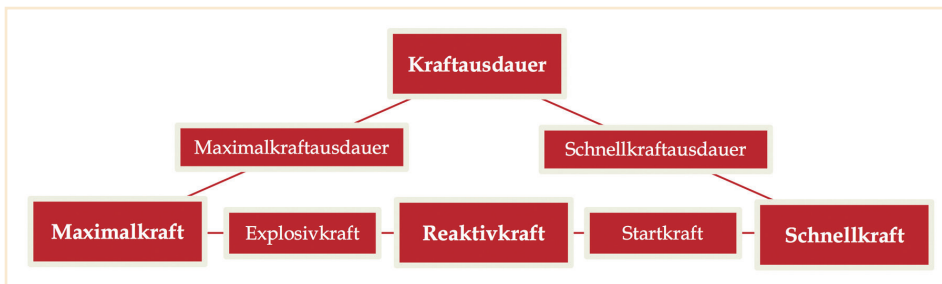 Kraftausdauer
Maximalkraftausdauer
Schnellkraftausdauer
Maximalkraft
Explosivkraft
Reaktivkraft
Startkraft
Schnellkraft